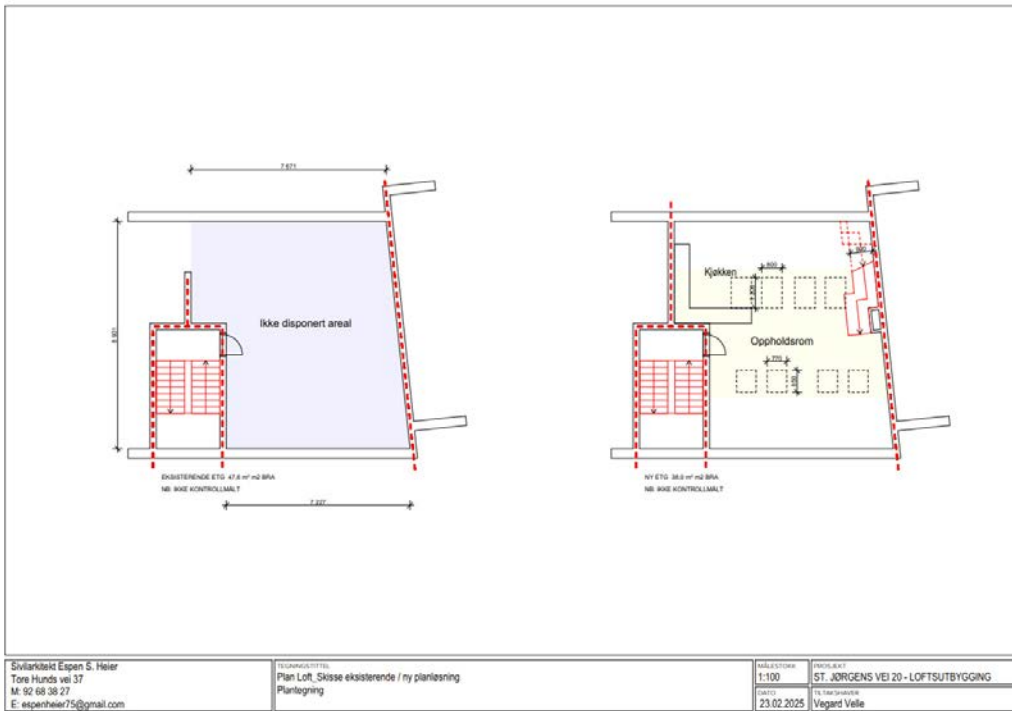 7 671
Ikke disponert areal
EKSISTERENDE ETG 47,6 m² m2 BRA
NB: IKKE KONTROLLMÅLT
7 227
Kjøkken
800
Oppholdsrom
770
NY ETG 38,0 m² m2 BRA
NB: IKKE KONTROLLMÅLT
Sivilarkitekt Espen S. Heier
Tore Hunds vei 37
M: 92 68 38 27
E: espenheier75@gmail.com
TEGNINGSTITTEL
Plan Loft_Skisse eksisterende / ny planløsning
Plantegning
MÅLESTOKK
1:100
DATO
23.02.2025
PROSJEKT
ST. JØRGENS VEI 20 - LOFTSUTBYGGING
TILTAKSHAVER
Vegard Velle